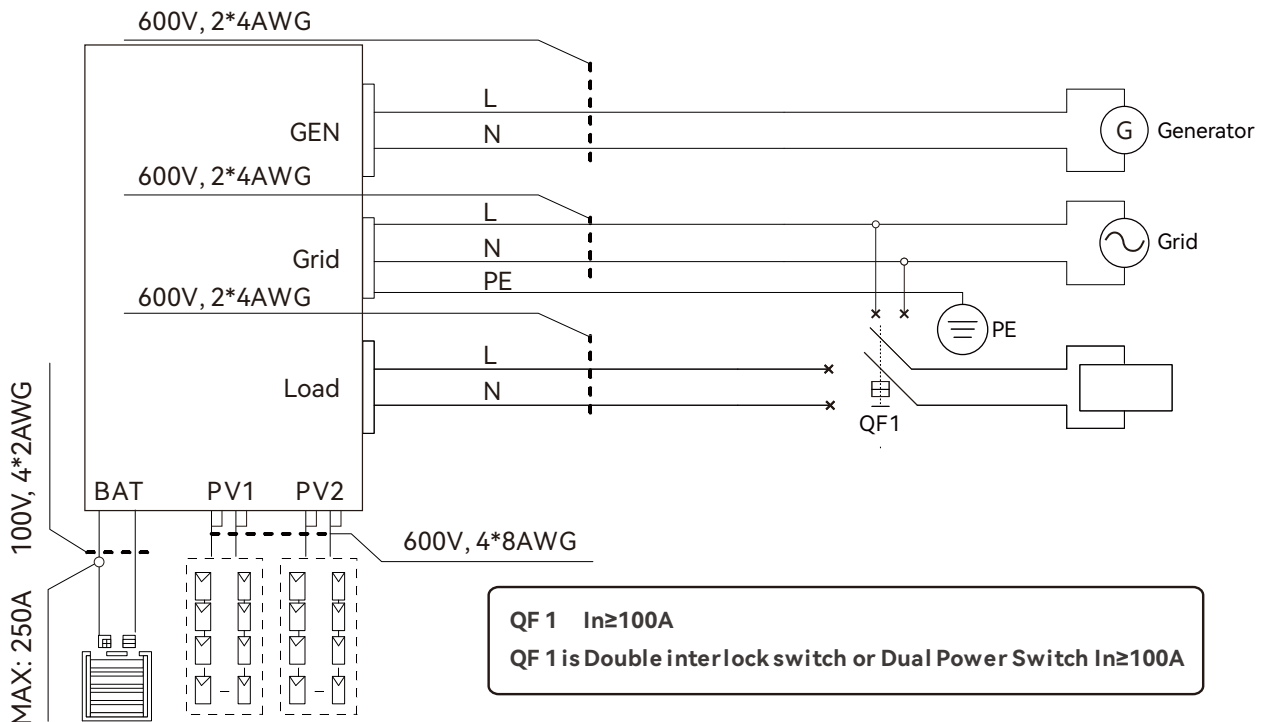 600V, 2*4AWG
L
GEN
N
G
Generator
600V, 2*4AWG
L
Grid
N
Grid
PE
600V, 2*4AWG
PE
L
Load
N
QF1
100V, 4*2AWG
BAT
PV1
PV2
600V, 4*8AWG
MAX: 250A
QF 1 In≥100A
QF 1 is Double interlock switch or Dual Power Switch In≥100A